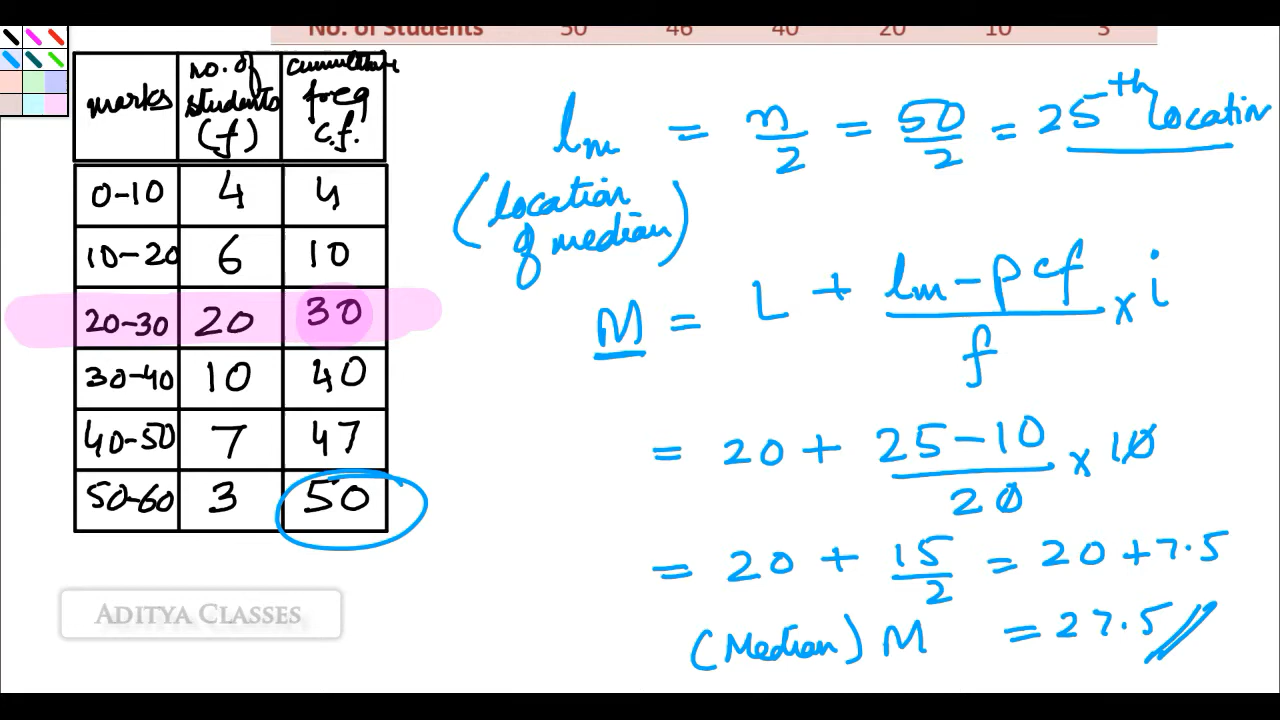 No. of Students 50 46 40 20 10 3
marks no. of students (f) cumulative freq c.f.
0-10 4 4
10-20 6 10
20-30 20 30
30-40 10 40
40-50 7 47
50-60 3 50
lm = n/2 = 50/2 = 25th location
(location of median)
M = L + lm - pcf/f × i
= 20 + 25-10/20 × 10
= 20 + 15/2 = 20 + 7.5
(Median) M = 27.5
ADITYA CLASSES